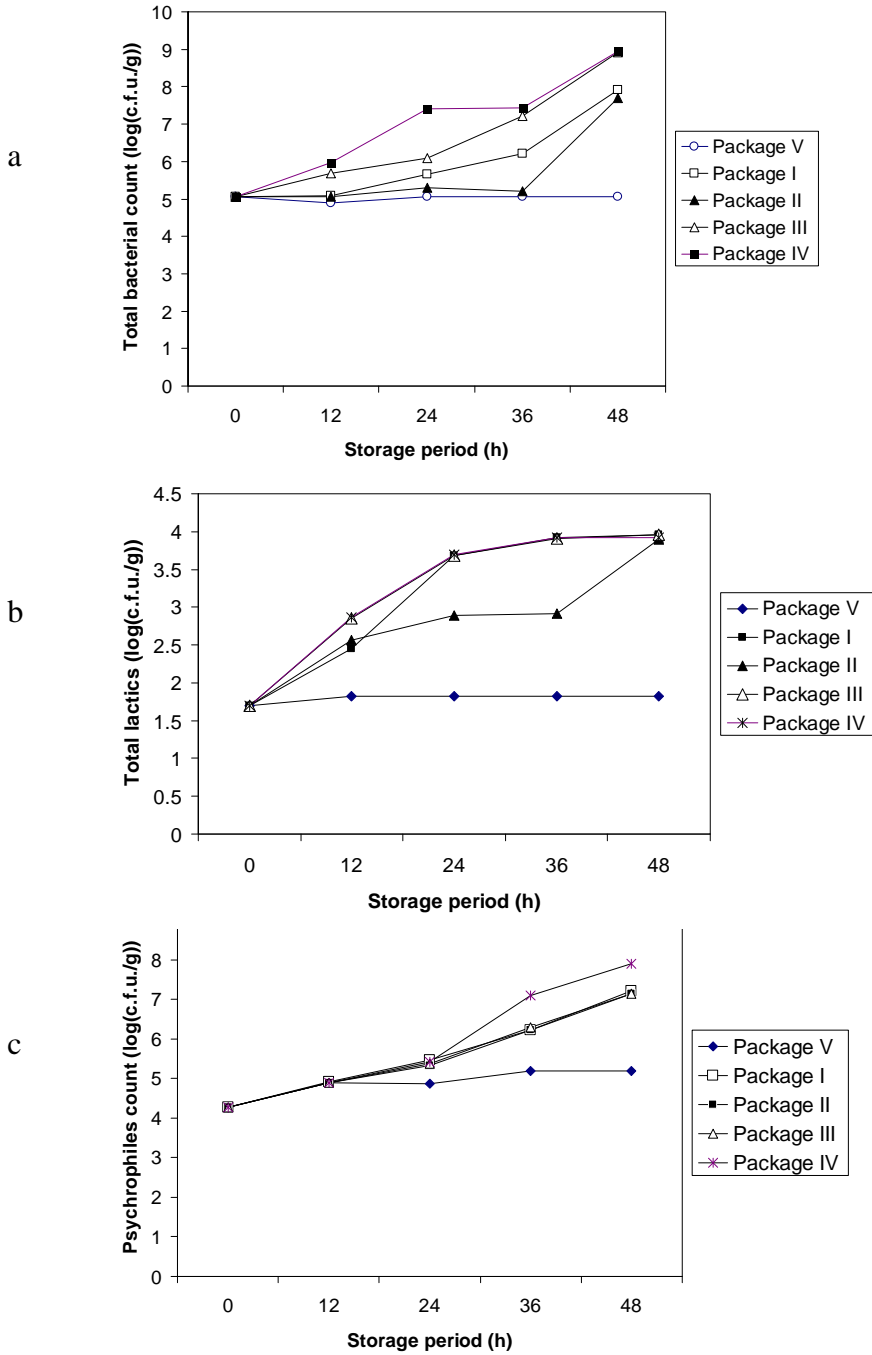 a
Total bacterial count (log(c.f.u./g))
10
9
8
7
6
5
4
3
2
1
0
0 12 24 36 48
Storage period (h)
Package V
Package I
Package II
Package III
Package IV
b
Total lactics (log(c.f.u./g))
4.5
4
3.5
3
2.5
2
1.5
1
0.5
0
0 12 24 36 48
Storage period (h)
Package V
Package I
Package II
Package III
Package IV
c
Psychrophiles count (log(c.f.u./g))
8
7
6
5
4
3
2
1
0
0 12 24 36 48
Storage period (h)
Package V
Package I
Package II
Package III
Package IV